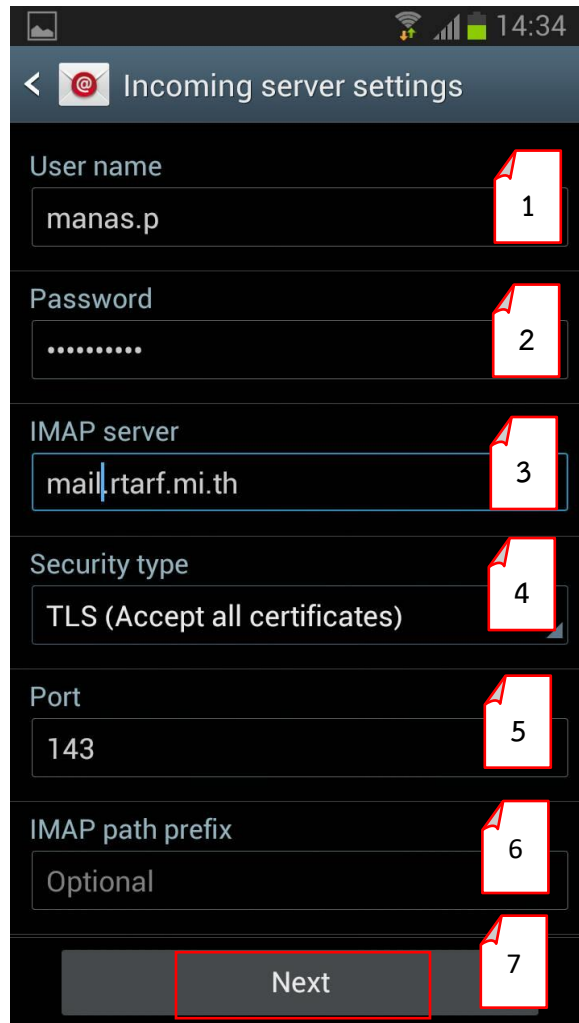 14:34
Incoming server settings
User name
manas.p
1
Password
••••••••••
2
IMAP server
mail.rtarf.mi.th
3
Security type
TLS (Accept all certificates)
4
Port
143
5
IMAP path prefix
Optional
6
Next
7